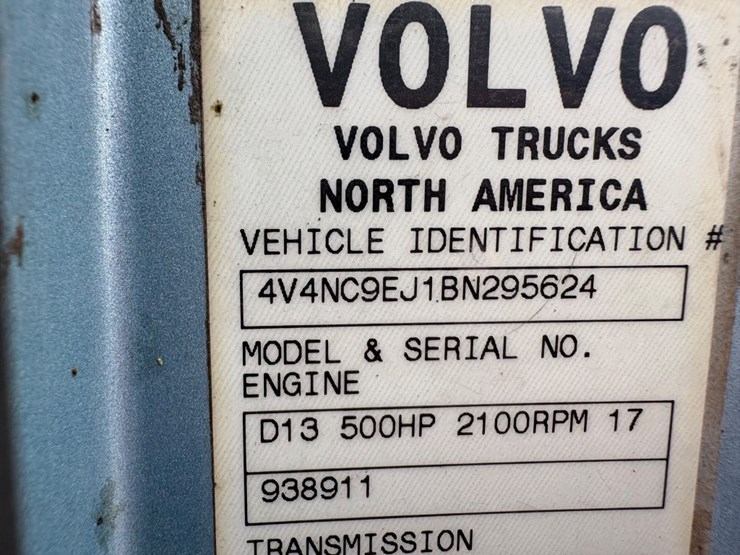 VOLVO
VOLVO TRUCKS
NORTH AMERICA
VEHICLE IDENTIFICATION #
4V4NC9EJ1BN295624
MODEL & SERIAL NO.
ENGINE
D13 500HP 2100RPM 17
938911
TRANSMISSION